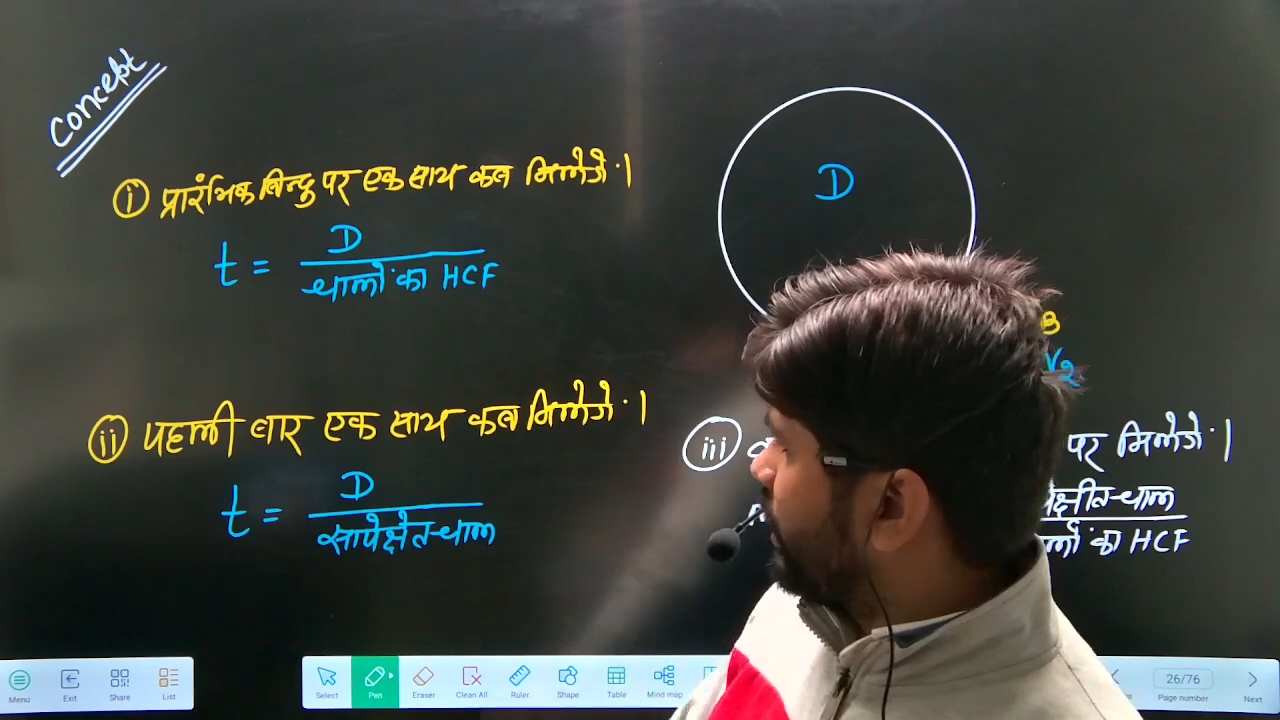 Concept
(i) प्रारंभिक बिन्दु पर एक साथ कब मिलेंगे ।
t = D / चालों का HCF
(ii) पहली बार एक साथ कब मिलेंगे ।
t = D / सापेक्षित चाल
D
B
V₂
(iii) पर मिलेंगे ।
चाल
का HCF
Menu
Exit
Share
List
Select
Pen
Eraser
Clean All
Ruler
Shape
Table
Mind map
26/76
Page number
Next